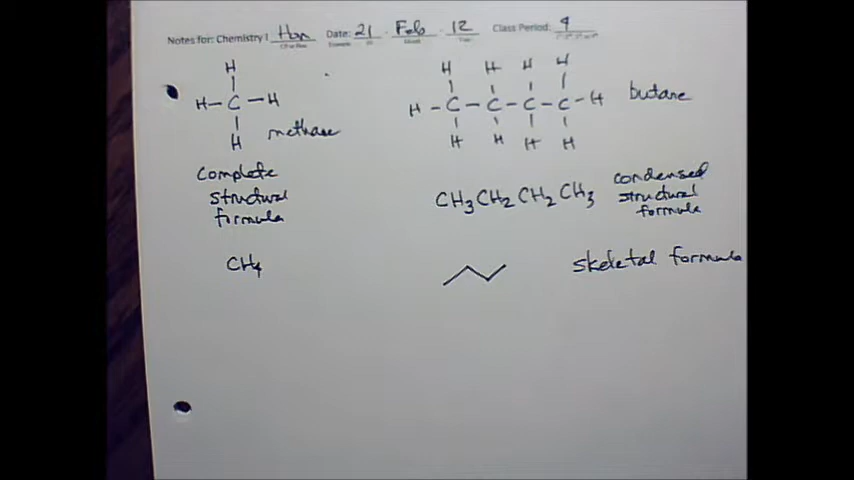 Notes for: Chemistry I Hon Date: 21 Feb 12 Class Period: 4
H
H-C-H
H
methane
complete
structural
formula
CH4
H H H H
H-C-C-C-C-H
H H H H
butane
CH3CH2CH2CH3
condensed
structural
formula
skeletal formula